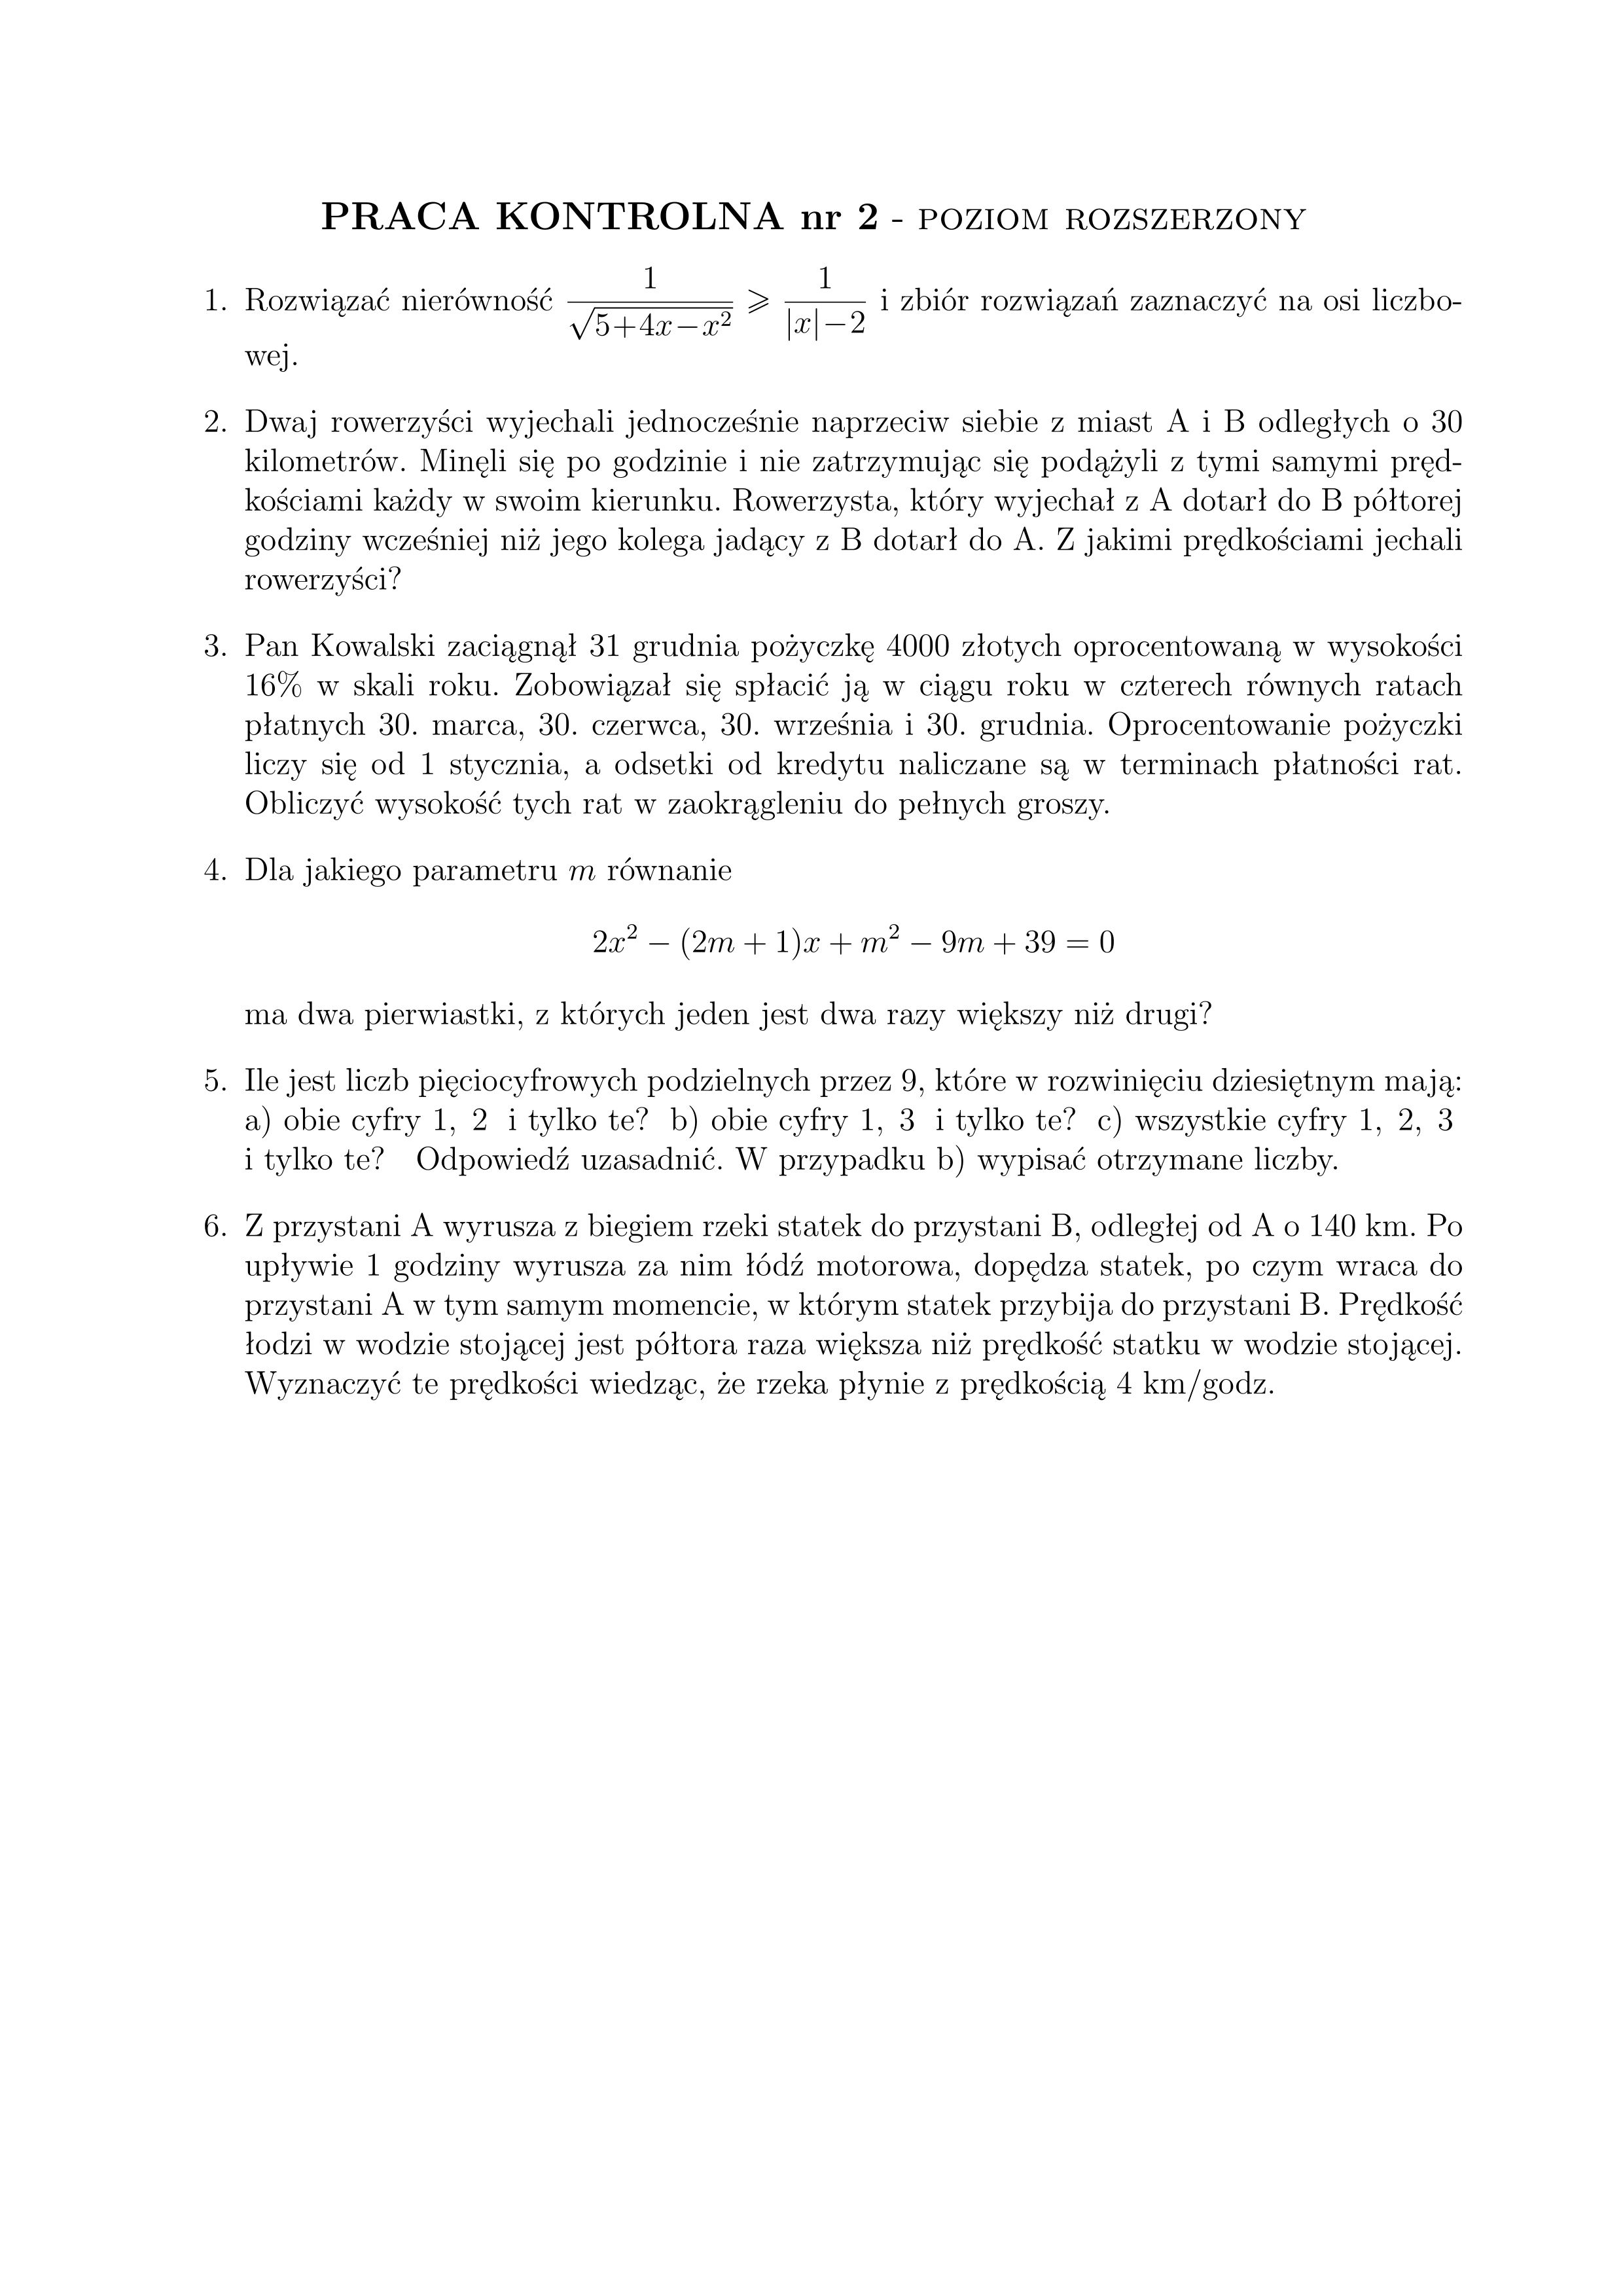 PRACA KONTROLNA nr 2 - POZIOM ROZSZERZONY
1. Rozwiązać nierówność $\frac{1}{\sqrt{5+4x-x^2}} \geqslant \frac{1}{|x|-2}$ i zbiór rozwiązań zaznaczyć na osi liczbo-
wej.
2. Dwaj rowerzyści wyjechali jednocześnie naprzeciw siebie z miast A i B odległych o 30
kilometrów. Minęli się po godzinie i nie zatrzymując się podążyli z tymi samymi pręd-
kościami każdy w swoim kierunku. Rowerzysta, który wyjechał z A dotarł do B półtorej
godziny wcześniej niż jego kolega jadący z B dotarł do A. Z jakimi prędkościami jechali
rowerzyści?
3. Pan Kowalski zaciągnął 31 grudnia pożyczkę 4000 złotych oprocentowaną w wysokości
16% w skali roku. Zobowiązał się spłacić ją w ciągu roku w czterech równych ratach
płatnych 30. marca, 30. czerwca, 30. września i 30. grudnia. Oprocentowanie pożyczki
liczy się od 1 stycznia, a odsetki od kredytu naliczane są w terminach płatności rat.
Obliczyć wysokość tych rat w zaokrągleniu do pełnych groszy.
4. Dla jakiego parametru m równanie
$2x^2 - (2m + 1)x + m^2 - 9m + 39 = 0$
ma dwa pierwiastki, z których jeden jest dwa razy większy niż drugi?
5. Ile jest liczb pięciocyfrowych podzielnych przez 9, które w rozwinięciu dziesiętnym mają:
a) obie cyfry 1, 2 i tylko te? b) obie cyfry 1, 3 i tylko te? c) wszystkie cyfry 1, 2, 3
i tylko te? Odpowiedź uzasadnić. W przypadku b) wypisać otrzymane liczby.
6. Z przystani A wyrusza z biegiem rzeki statek do przystani B, odległej od A o 140 km. Po
upływie 1 godziny wyrusza za nim łódź motorowa, dopędza statek, po czym wraca do
przystani A w tym samym momencie, w którym statek przybija do przystani B. Prędkość
łodzi w wodzie stojącej jest półtora raza większa niż prędkość statku w wodzie stojącej.
Wyznaczyć te prędkości wiedząc, że rzeka płynie z prędkością 4 km/godz.